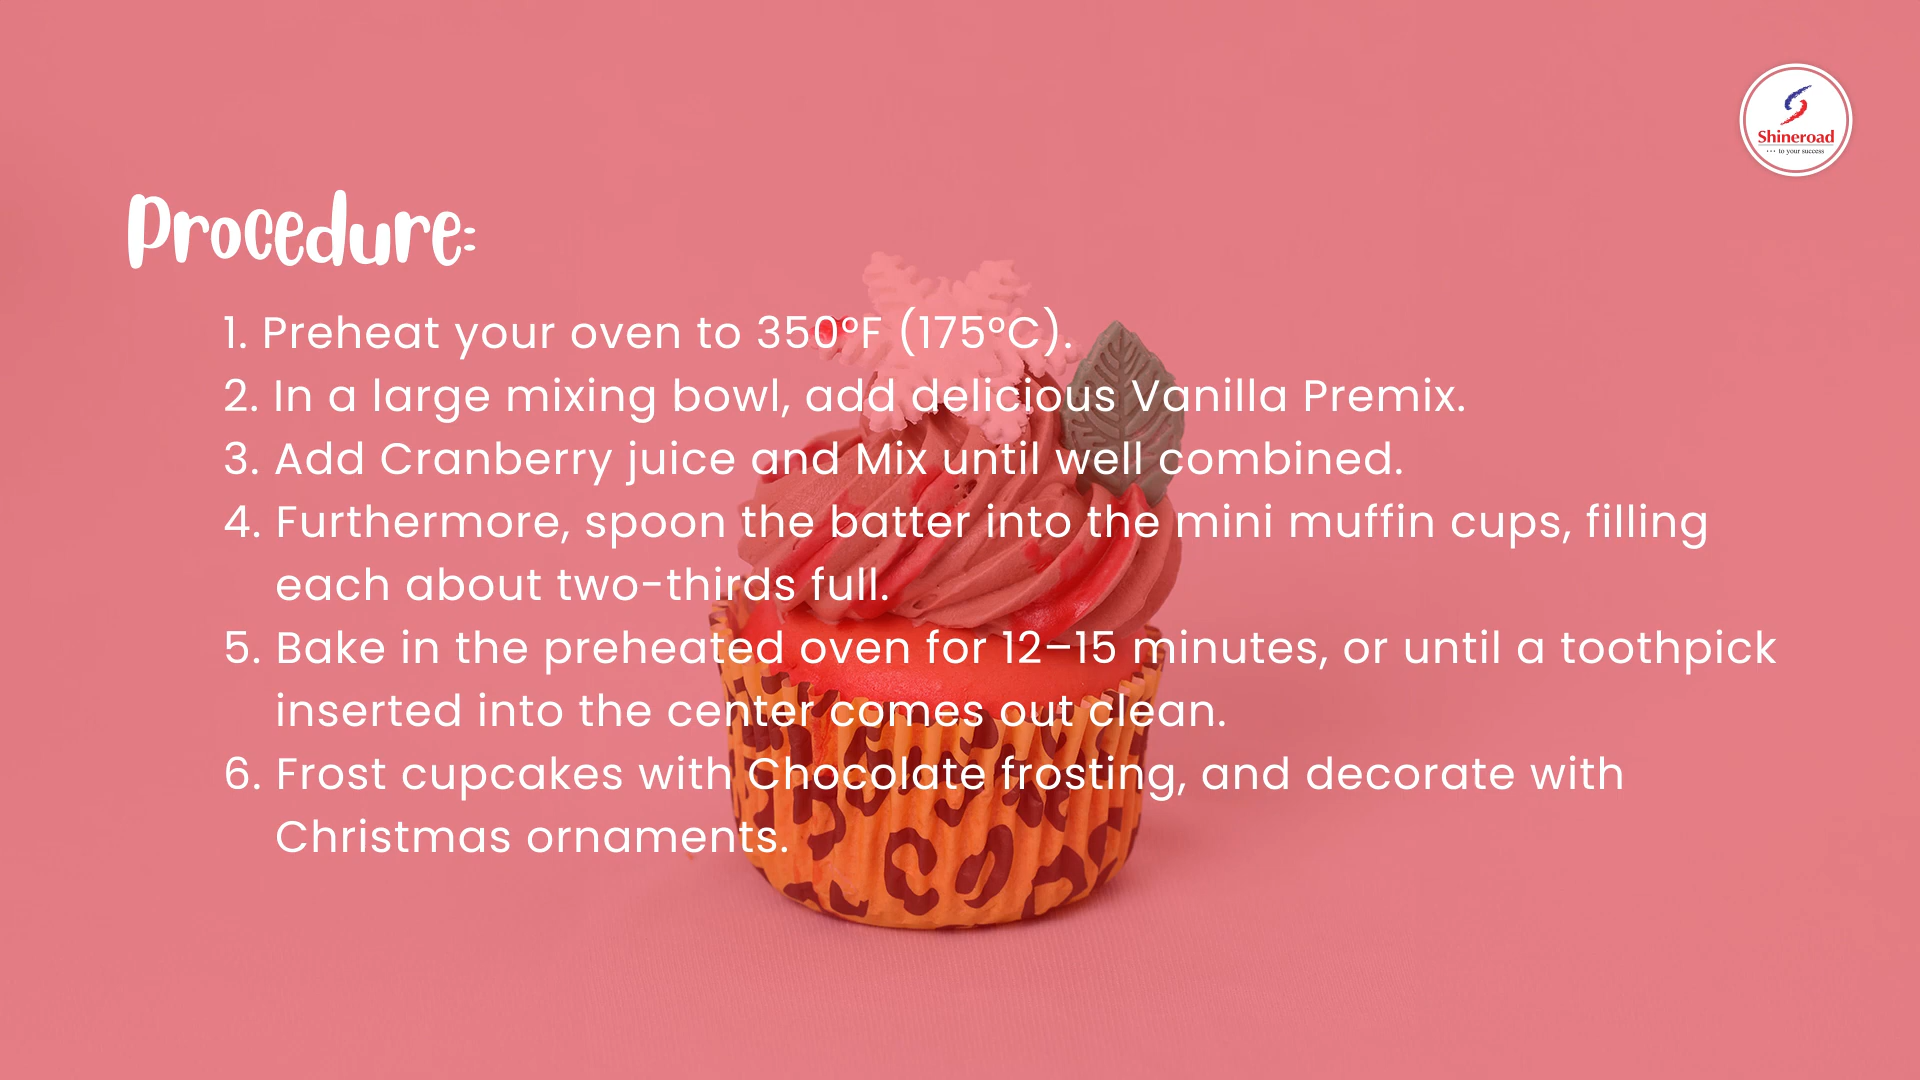 Shineroad
... to your success
Procedure:
1. Preheat your oven to 350°F (175°C).
2. In a large mixing bowl, add delicious Vanilla Premix.
3. Add Cranberry juice and Mix until well combined.
4. Furthermore, spoon the batter into the mini muffin cups, filling
each about two-thirds full.
5. Bake in the preheated oven for 12–15 minutes, or until a toothpick
inserted into the center comes out clean.
6. Frost cupcakes with Chocolate frosting, and decorate with
Christmas ornaments.